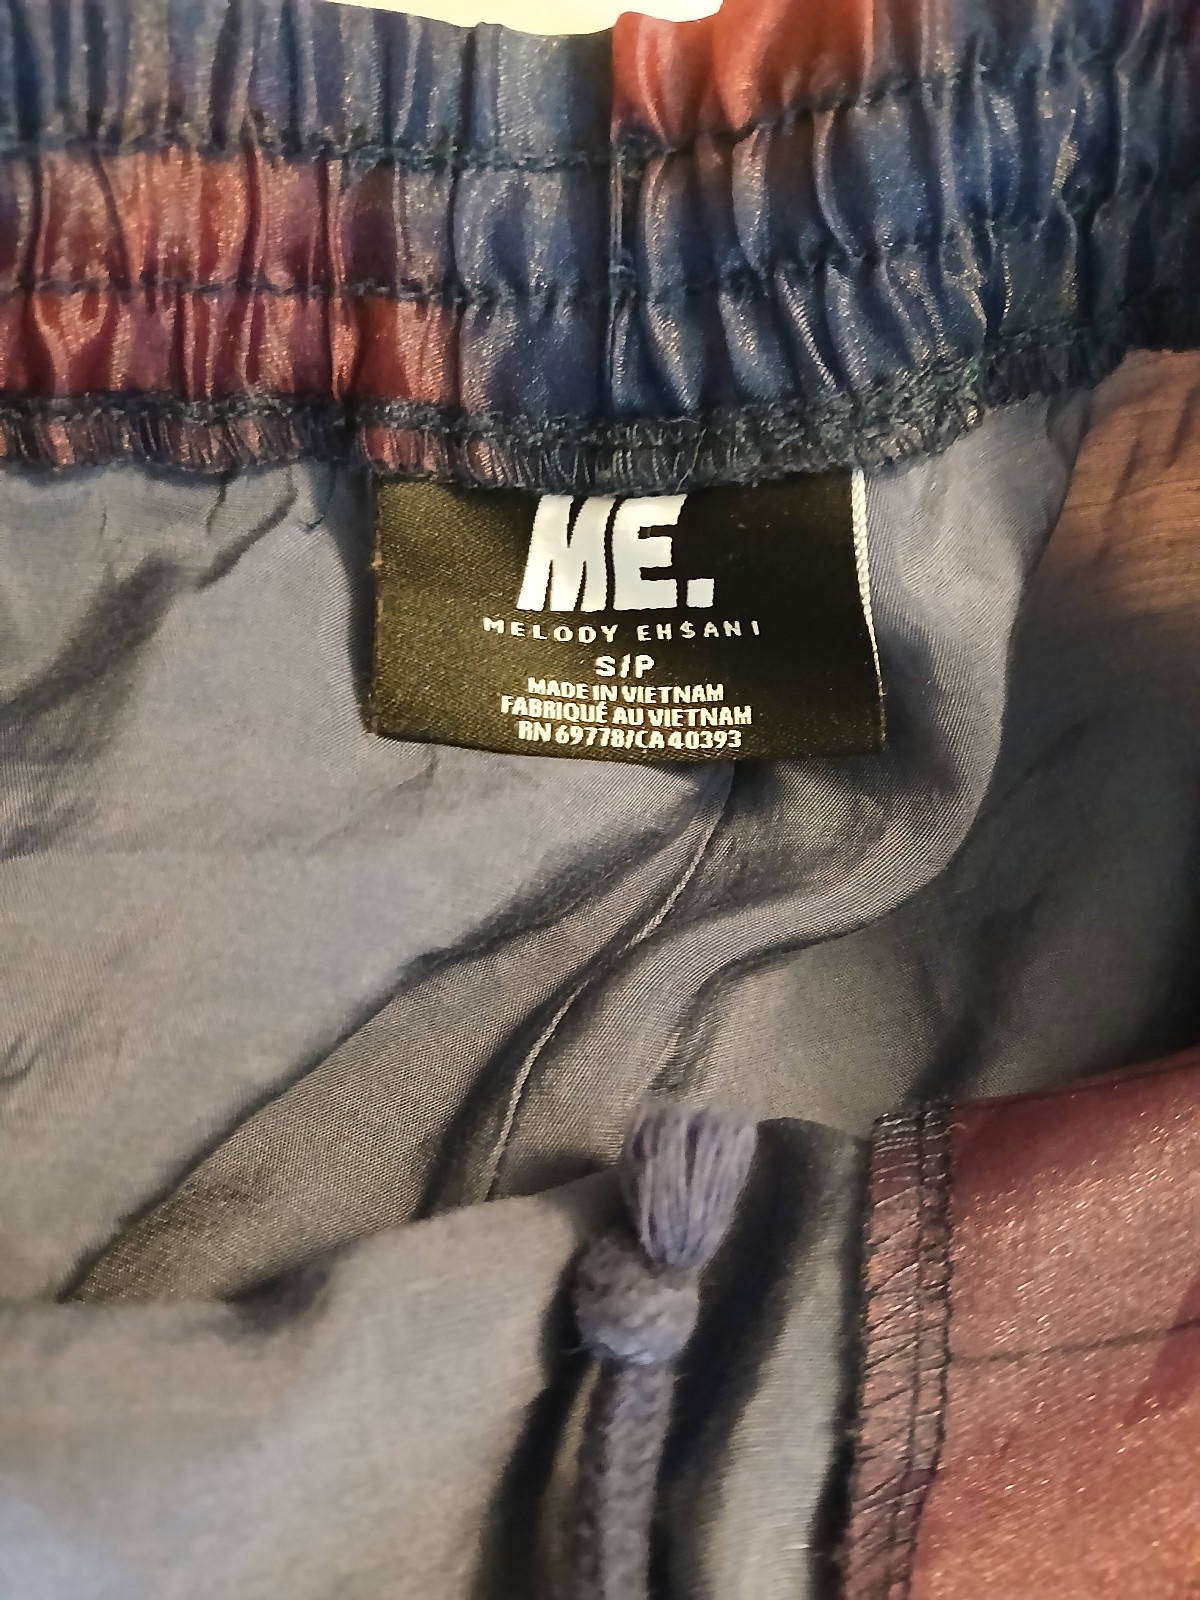 ME.
MELODY EH$ANI
S/P
MADE IN VIETNAM
FABRIQUÉ AU VIETNAM
RN 69778/CA 40393